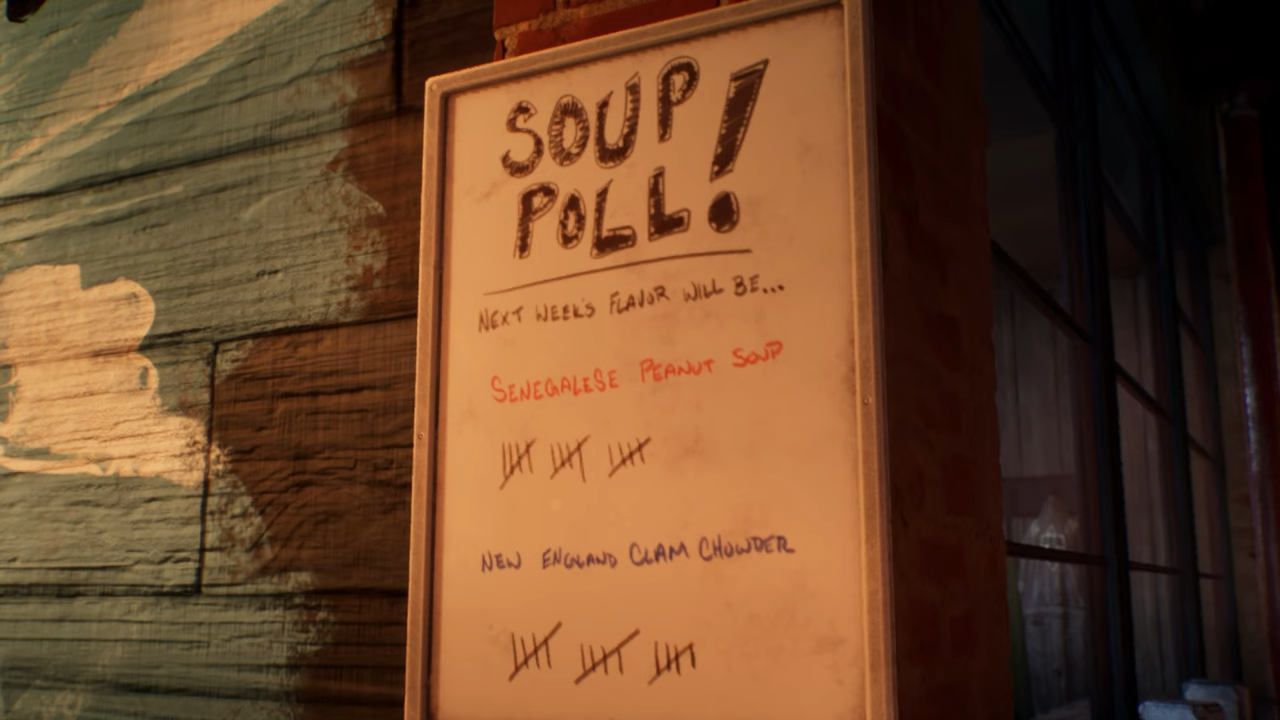 SOUP
POLL!
NEXT WEEK'S FLAVOR WILL BE...
SENEGALESE PEANUT SOUP
NEW ENGLAND CLAM CHOWDER